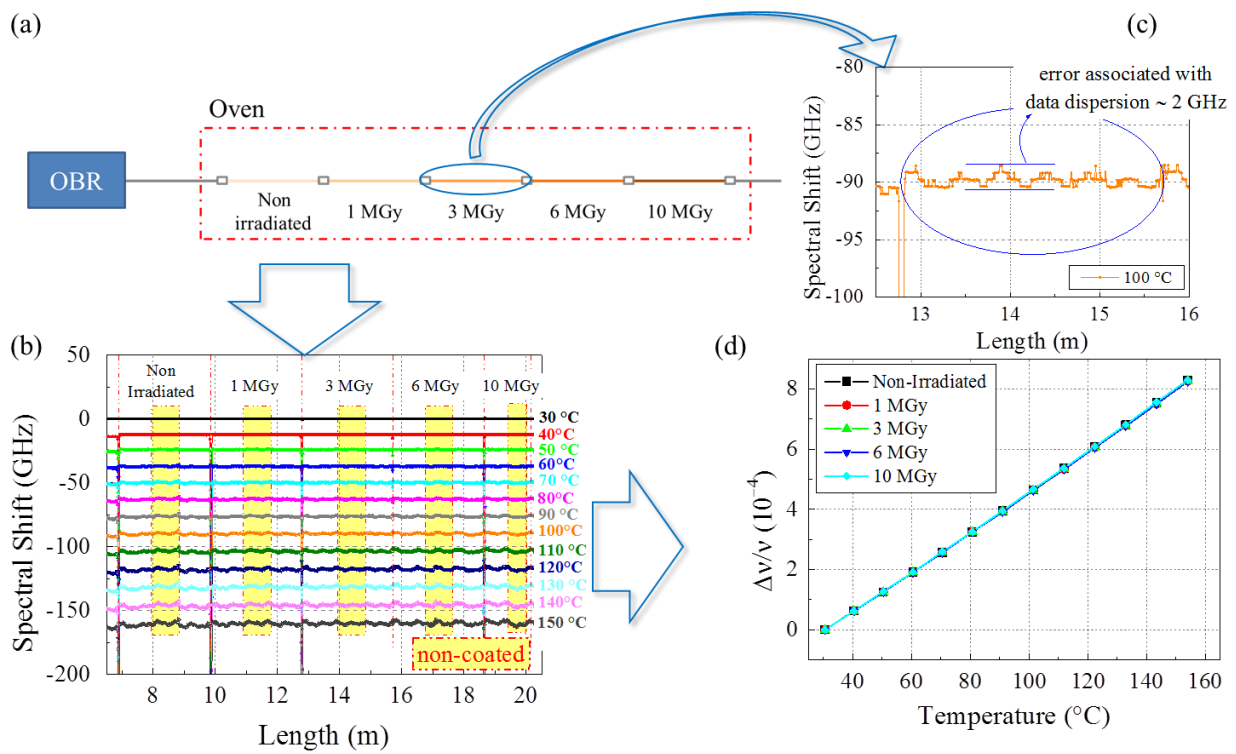 (a)
Oven
OBR
Non
irradiated
1 MGy
3 MGy
6 MGy
10 MGy
(c)
-80
-85
-90
-95
-100
Spectral Shift (GHz)
error associated with
data dispersion ~ 2 GHz
100 °C
13
14
15
16
Length (m)
(b)
50
0
-50
-100
-150
-200
Spectral Shift (GHz)
Non
Irradiated
1 MGy
3 MGy
6 MGy
10 MGy
30 °C
40°C
50 °C
60°C
70 °C
80°C
90 °C
100°C
110 °C
120°C
130 °C
140°C
150 °C
non-coated
8
10
12
14
16
18
20
Length (m)
(d)
8
6
4
2
0
Δν/ν (10⁻⁴)
Non-Irradiated
1 MGy
3 MGy
6 MGy
10 MGy
40
60
80
100
120
140
160
Temperature (°C)